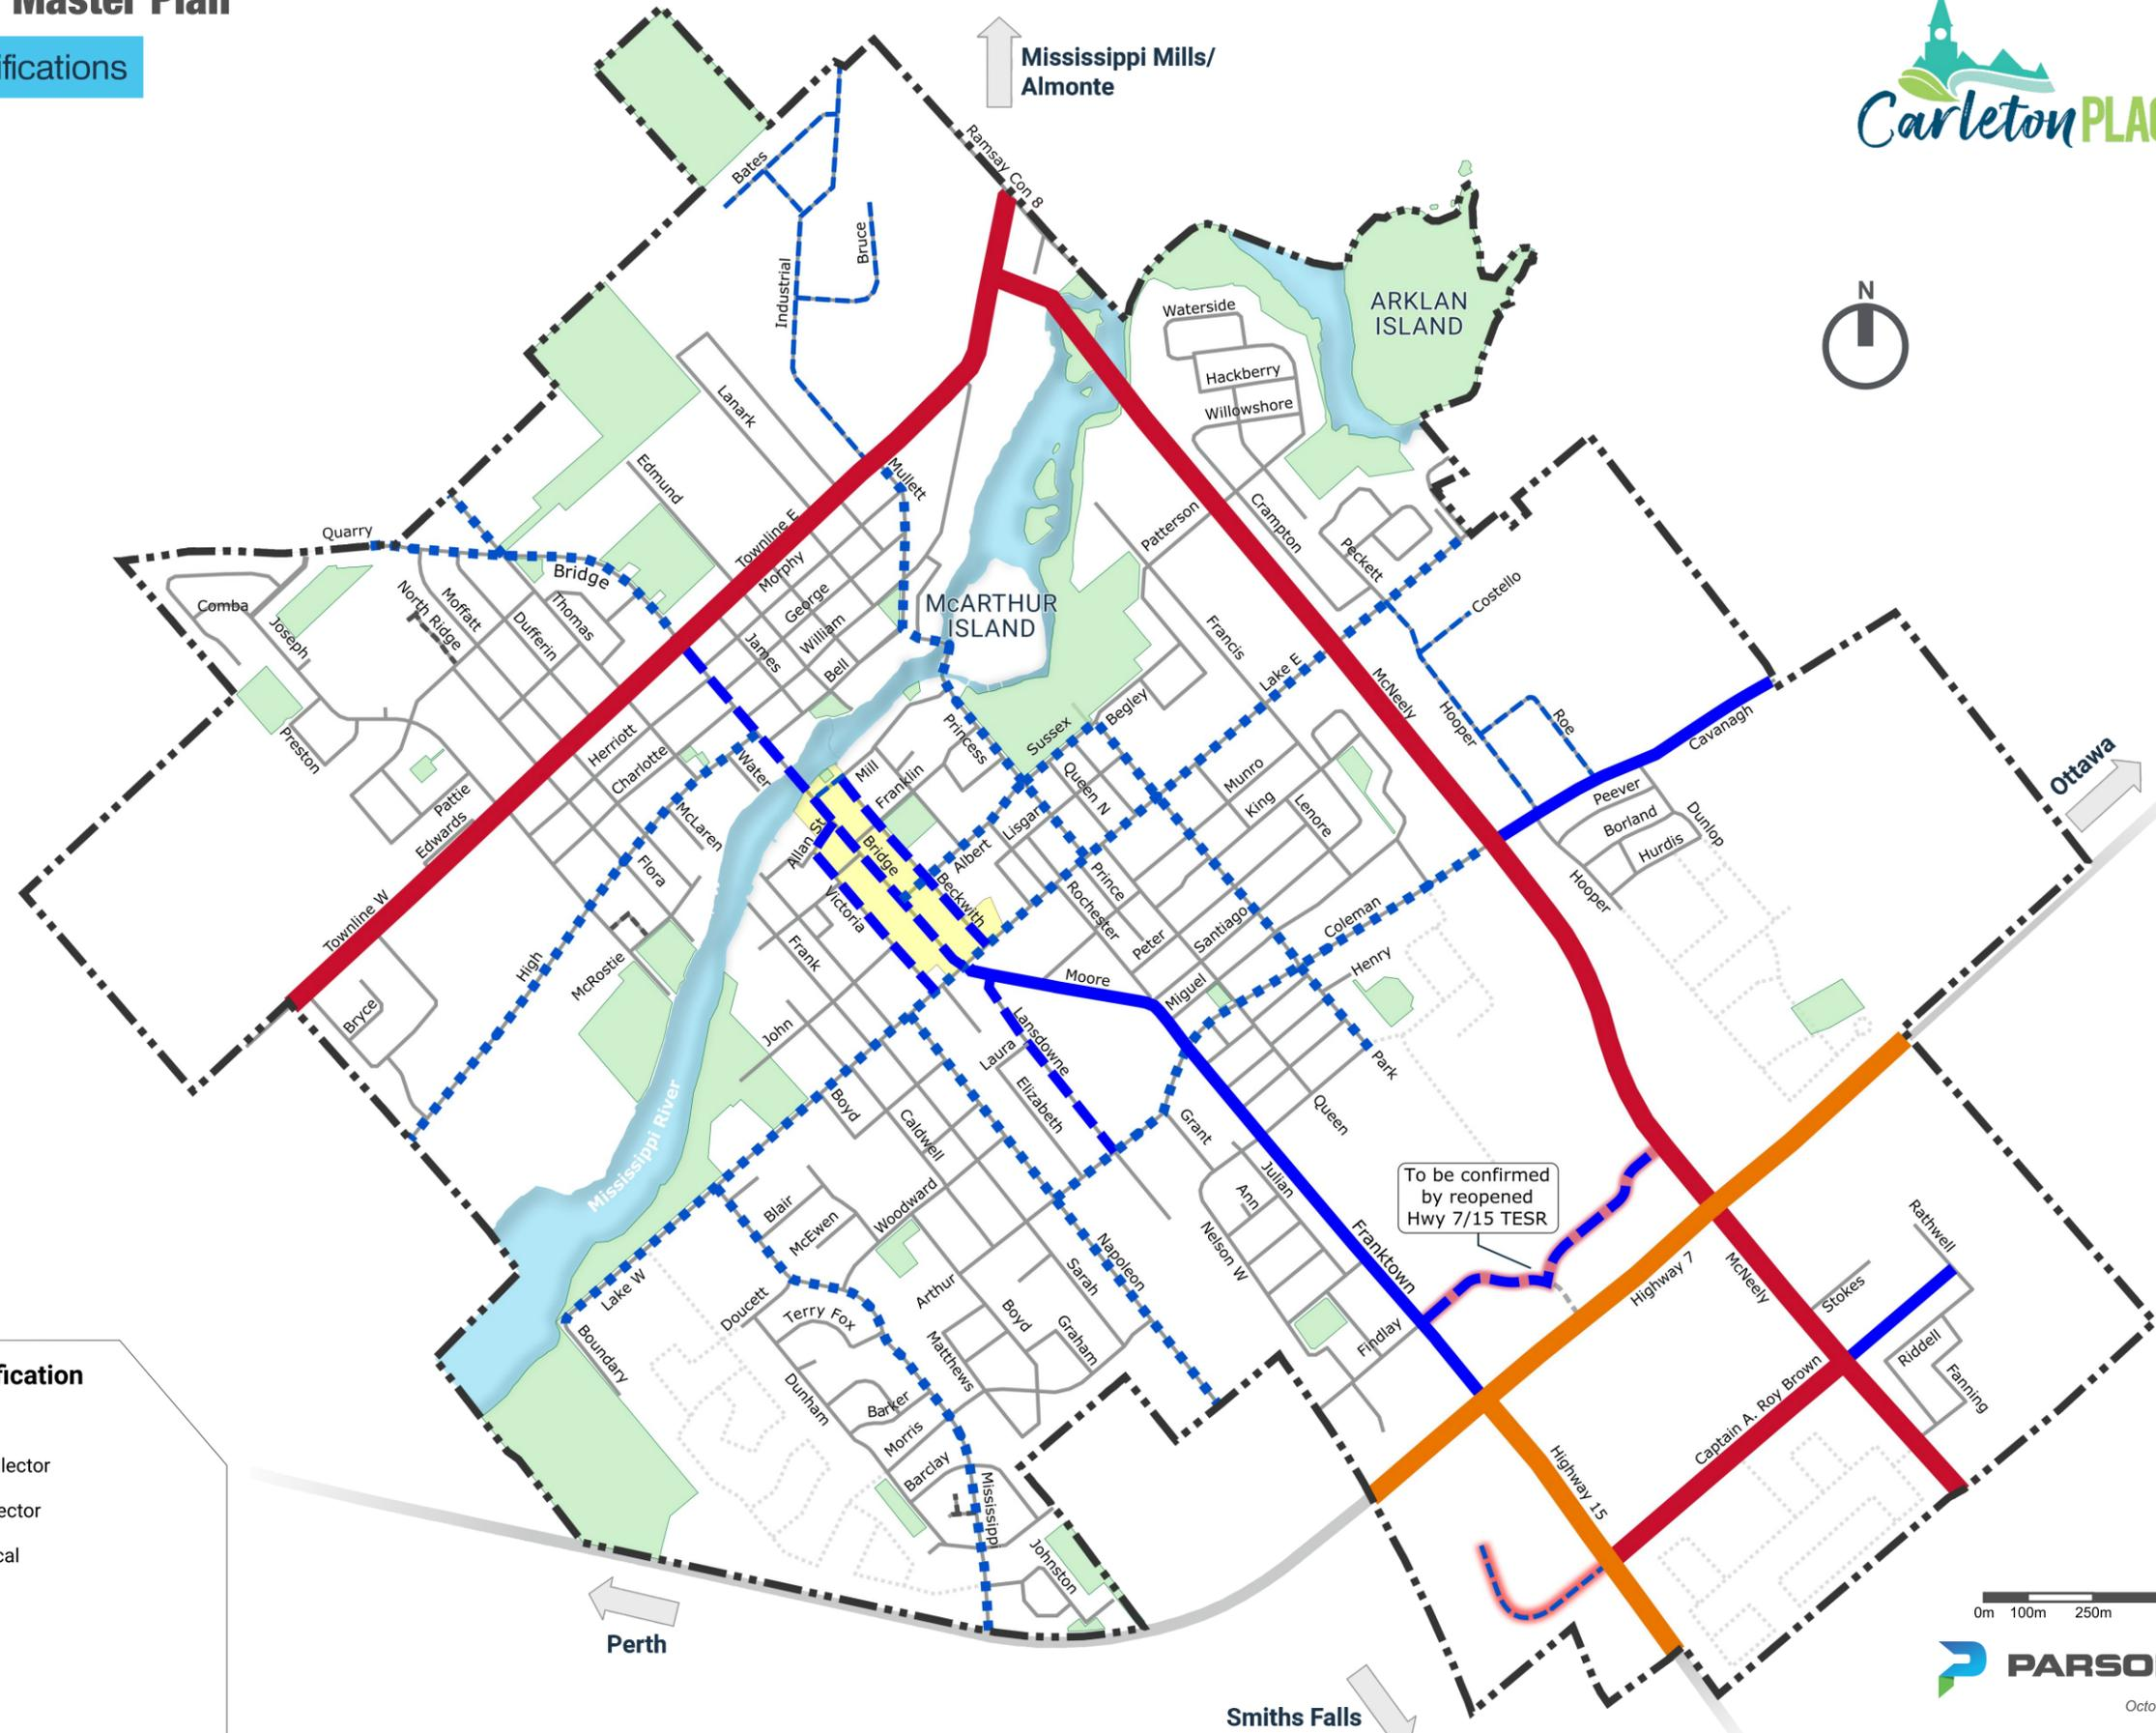 Master Plan
ifications
Mississippi Mills/
Almonte
Carleton PLAC
N
Ramsay Con 8
Bates
Bruce
Industrial
ARKLAN
ISLAND
Waterside
Hackberry
Willowshore
Lanark
Edmund
Mullett
Crampton
Patterson
Quarry
Townline E
Morphy
Peckett
Bridge
Costello
Comba
North Ridge
Moffatt
Thomas
Dufferin
George
McARTHUR
ISLAND
Joseph
James
William
Francis
Bell
Lake E
McNeely
Begley
Hooper
Roe
Cavanagh
Princess
Sussex
Preston
Herriott
Charlotte
Water
Mill
Franklin
Queen N
Munro
Ottawa
Pattie
McLaren
King
Lenore
Peever
Borland
Dunlop
Edwards
Allan St
Bridge
Lisgar
Albert
Hurdis
Flora
Beckwith
Prince
Hooper
Victoria
Rochester
Townline W
Coleman
Santiago
Peter
High
McRostie
Frank
Henry
Moore
Miguel
Bryce
John
Lansdowne
Laura
Park
Elizabeth
Boyd
Caldwell
Grant
Queen
Mississippi River
Julian
To be confirmed
by reopened
Hwy 7/15 TESR
Woodward
Ann
Blair
McEwen
Rathwell
Nelson W
Napoleon
Franktown
Sarah
Highway 7
McNeely
Lake W
Arthur
Doucett
Terry Fox
Stokes
Boyd
Graham
Findlay
Boundary
Matthews
Riddell
Fanning
ification
Dunham
Barker
Captain A. Roy Brown
Morris
lector
Barclay
Highway 15
Mississippi
ector
cal
Johnston
0m 100m 250m
Perth
PARSO
Smiths Falls
Octo